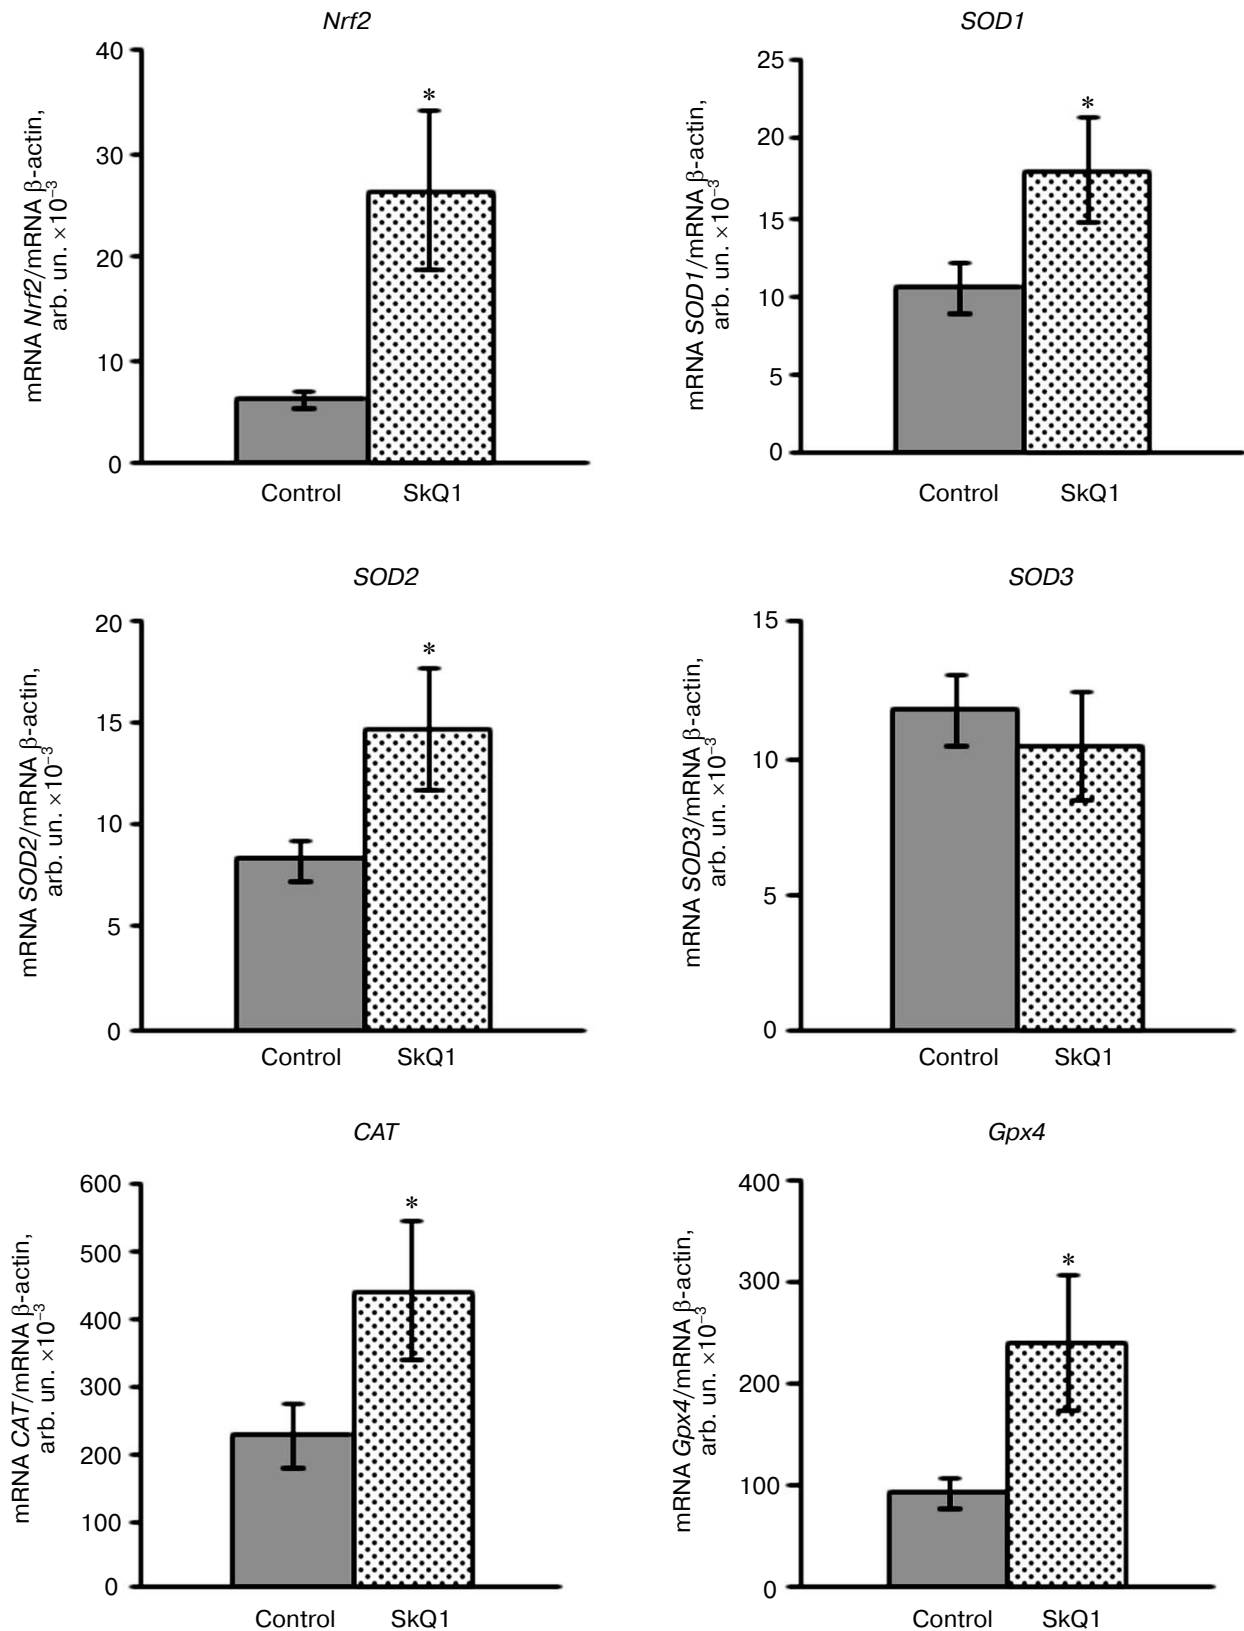 Nrf2
mRNA Nrf2/mRNA β-actin,
arb. un. ×10⁻³
40
30
20
10
0
*
Control
SkQ1
SOD1
mRNA SOD1/mRNA β-actin,
arb. un. ×10⁻³
25
20
15
10
5
0
*
Control
SkQ1
SOD2
mRNA SOD2/mRNA β-actin,
arb. un. ×10⁻³
20
15
10
5
0
*
Control
SkQ1
SOD3
mRNA SOD3/mRNA β-actin,
arb. un. ×10⁻³
15
10
5
0
Control
SkQ1
CAT
mRNA CAT/mRNA β-actin,
arb. un. ×10⁻³
600
500
400
300
200
100
0
*
Control
SkQ1
Gpx4
mRNA Gpx4/mRNA β-actin,
arb. un. ×10⁻³
400
300
200
100
0
*
Control
SkQ1